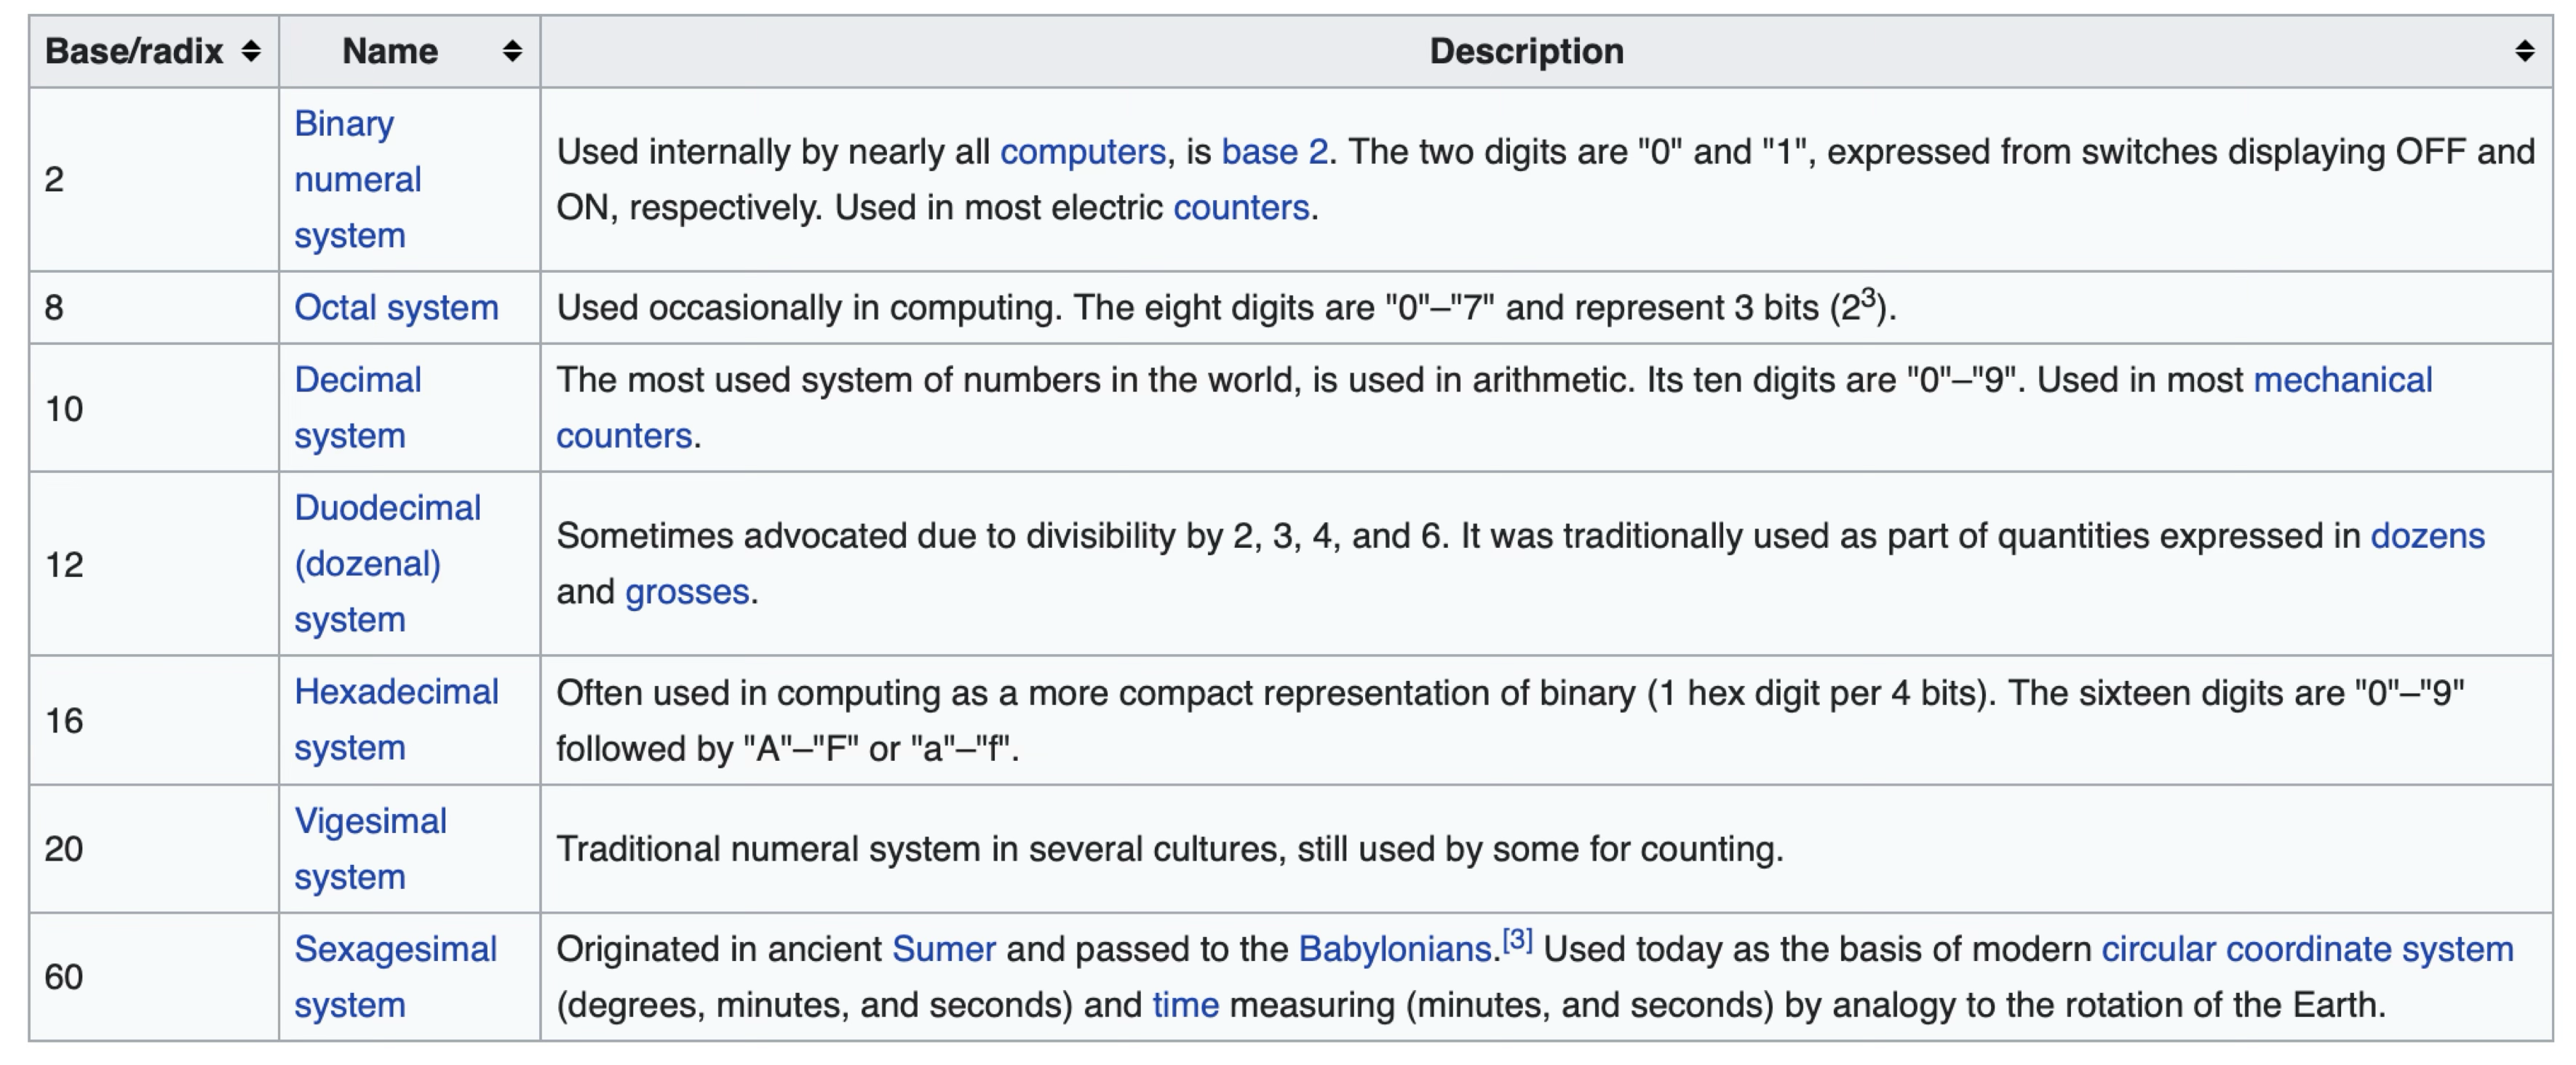 Base/radix Name Description
2
Binary
numeral
system
Used internally by nearly all computers, is base 2. The two digits are "0" and "1", expressed from switches displaying OFF and
ON, respectively. Used in most electric counters.
8
Octal system
Used occasionally in computing. The eight digits are "0"–"7" and represent 3 bits (2³).
10
Decimal
system
The most used system of numbers in the world, is used in arithmetic. Its ten digits are "0"–"9". Used in most mechanical
counters.
12
Duodecimal
(dozenal)
system
Sometimes advocated due to divisibility by 2, 3, 4, and 6. It was traditionally used as part of quantities expressed in dozens
and grosses.
16
Hexadecimal
system
Often used in computing as a more compact representation of binary (1 hex digit per 4 bits). The sixteen digits are "0"–"9"
followed by "A"–"F" or "a"–"f".
20
Vigesimal
system
Traditional numeral system in several cultures, still used by some for counting.
60
Sexagesimal
system
Originated in ancient Sumer and passed to the Babylonians.[3] Used today as the basis of modern circular coordinate system
(degrees, minutes, and seconds) and time measuring (minutes, and seconds) by analogy to the rotation of the Earth.